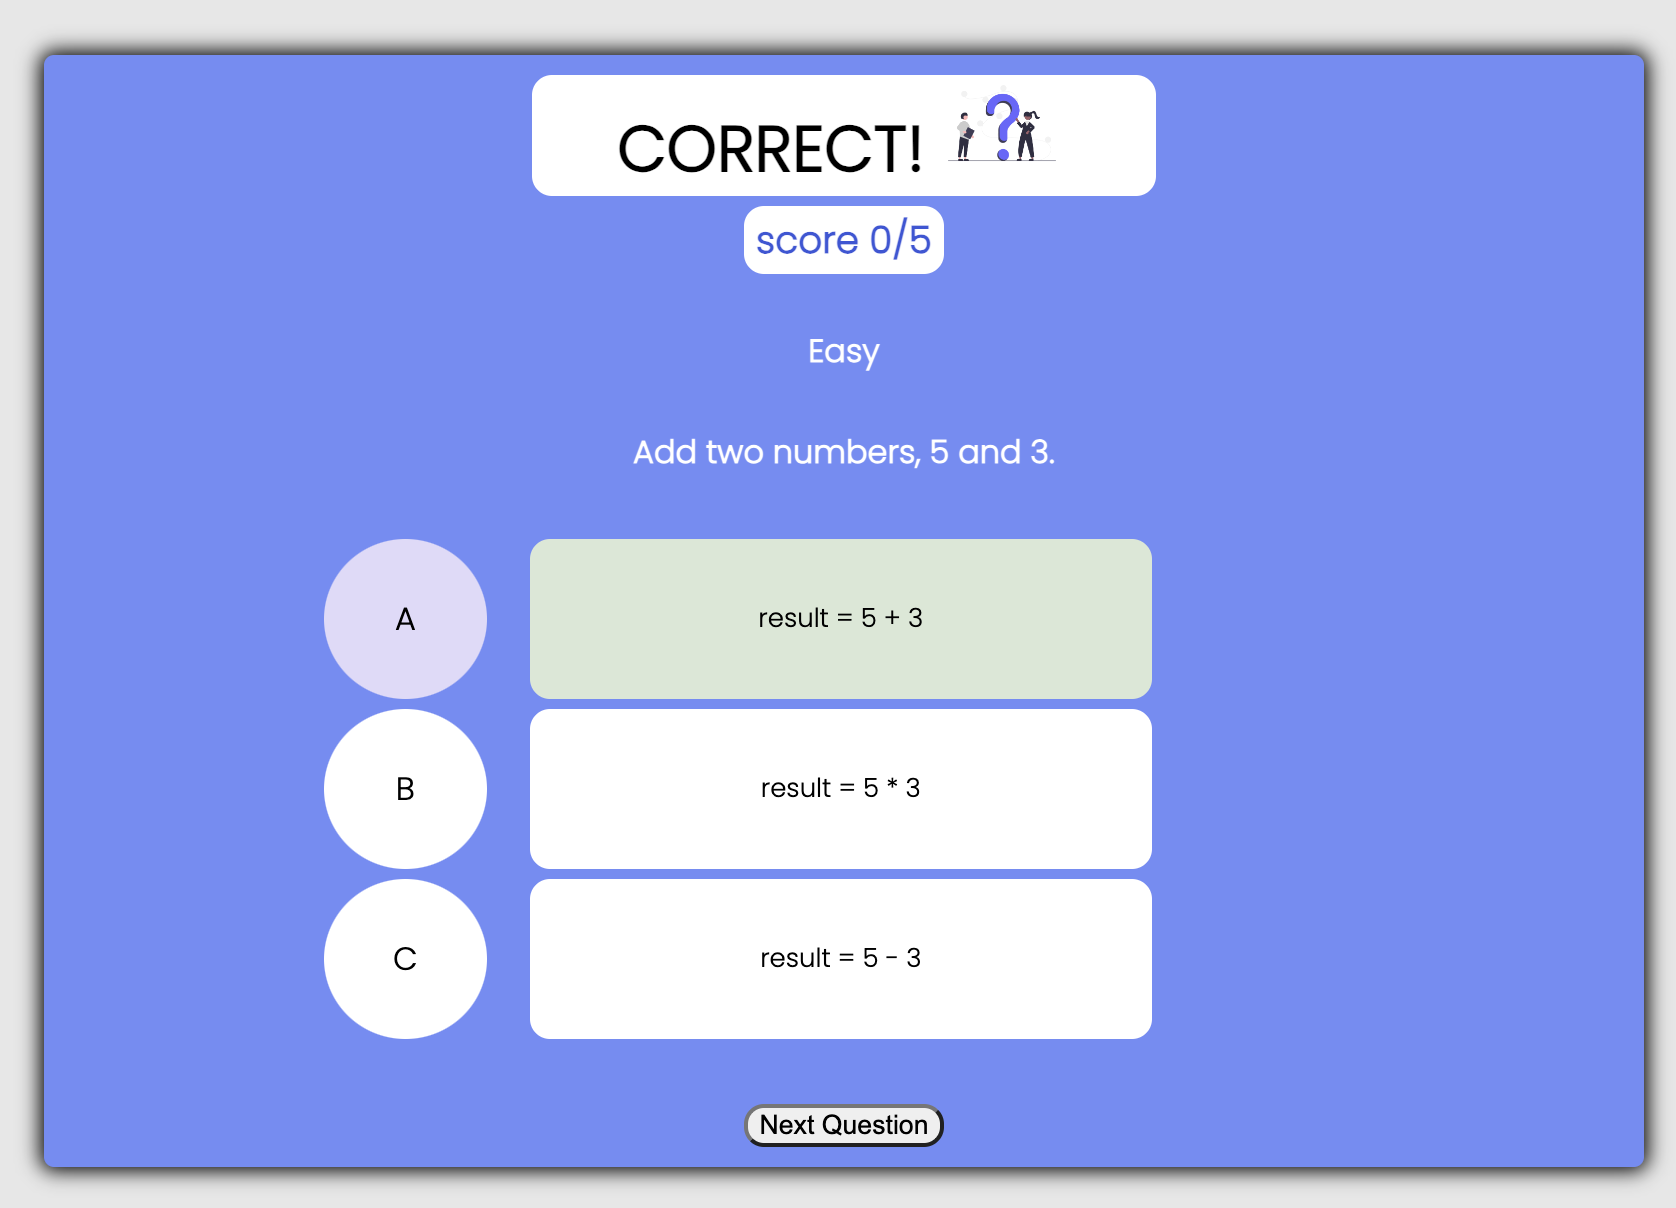 CORRECT!
score 0/5
Easy
Add two numbers, 5 and 3.
A
result = 5 + 3
B
result = 5 * 3
C
result = 5 - 3
Next Question